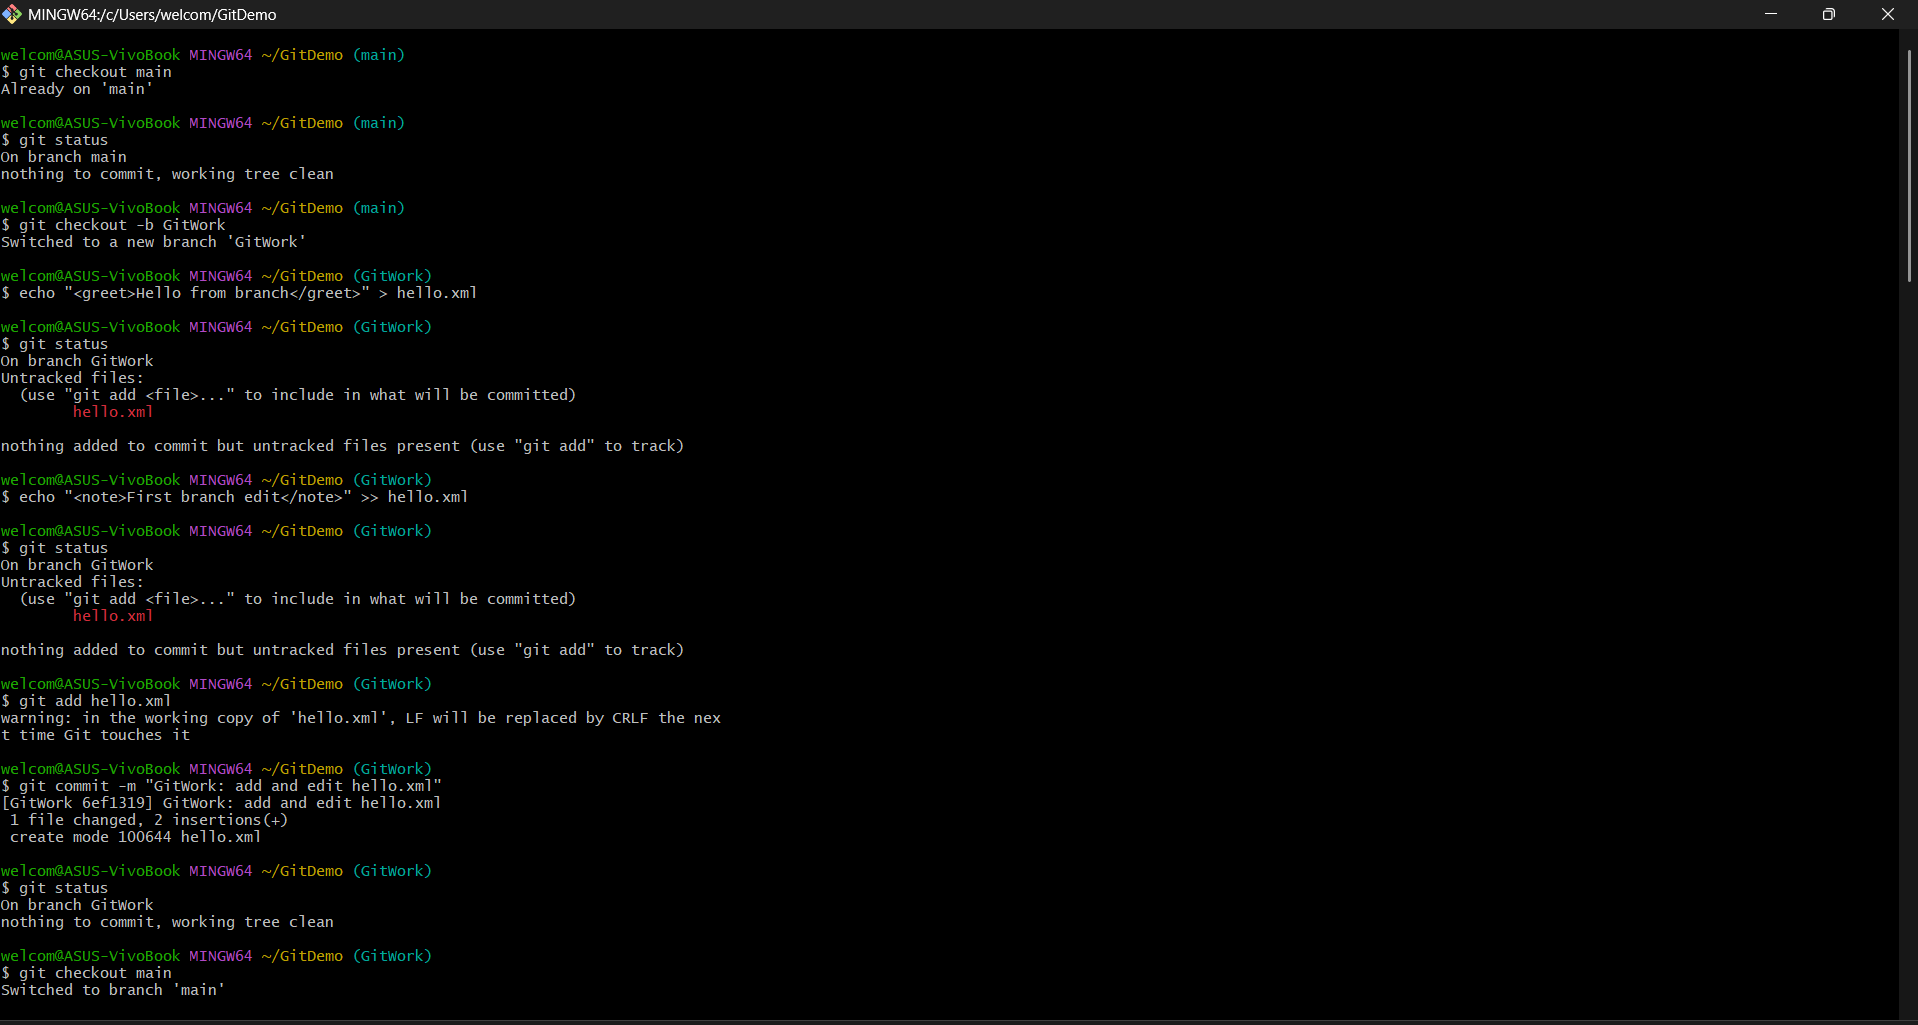 MINGW64:/c/Users/welcom/GitDemo
welcom@ASUS-VivoBook MINGW64 ~/GitDemo (main)
$ git checkout main
Already on 'main'
welcom@ASUS-VivoBook MINGW64 ~/GitDemo (main)
$ git status
On branch main
nothing to commit, working tree clean
welcom@ASUS-VivoBook MINGW64 ~/GitDemo (main)
$ git checkout -b GitWork
Switched to a new branch 'GitWork'
welcom@ASUS-VivoBook MINGW64 ~/GitDemo (GitWork)
$ echo "<greet>Hello from branch</greet>" > hello.xml
welcom@ASUS-VivoBook MINGW64 ~/GitDemo (GitWork)
$ git status
On branch GitWork
Untracked files:
  (use "git add <file>..." to include in what will be committed)
        hello.xml
nothing added to commit but untracked files present (use "git add" to track)
welcom@ASUS-VivoBook MINGW64 ~/GitDemo (GitWork)
$ echo "<note>First branch edit</note>" >> hello.xml
welcom@ASUS-VivoBook MINGW64 ~/GitDemo (GitWork)
$ git status
On branch GitWork
Untracked files:
  (use "git add <file>..." to include in what will be committed)
        hello.xml
nothing added to commit but untracked files present (use "git add" to track)
welcom@ASUS-VivoBook MINGW64 ~/GitDemo (GitWork)
$ git add hello.xml
warning: in the working copy of 'hello.xml', LF will be replaced by CRLF the nex
t time Git touches it
welcom@ASUS-VivoBook MINGW64 ~/GitDemo (GitWork)
$ git commit -m "GitWork: add and edit hello.xml"
[GitWork 6ef1319] GitWork: add and edit hello.xml
 1 file changed, 2 insertions(+)
 create mode 100644 hello.xml
welcom@ASUS-VivoBook MINGW64 ~/GitDemo (GitWork)
$ git status
On branch GitWork
nothing to commit, working tree clean
welcom@ASUS-VivoBook MINGW64 ~/GitDemo (GitWork)
$ git checkout main
Switched to branch 'main'